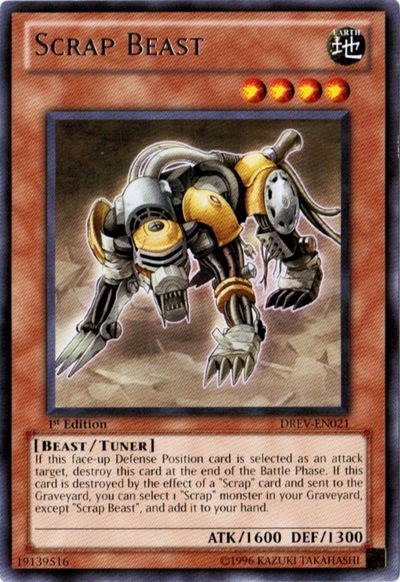 Scrap Beast
EARTH
地
1st Edition
DREV-EN021
[Beast/Tuner]
If this face-up Defense Position card is selected as an attack
target, destroy this card at the end of the Battle Phase. If this
card is destroyed by the effect of a "Scrap" card and sent to the
Graveyard, you can select 1 "Scrap" monster in your Graveyard,
except "Scrap Beast", and add it to your hand.
ATK/1600 DEF/1300
19139516
©1996 KAZUKI TAKAHASHI